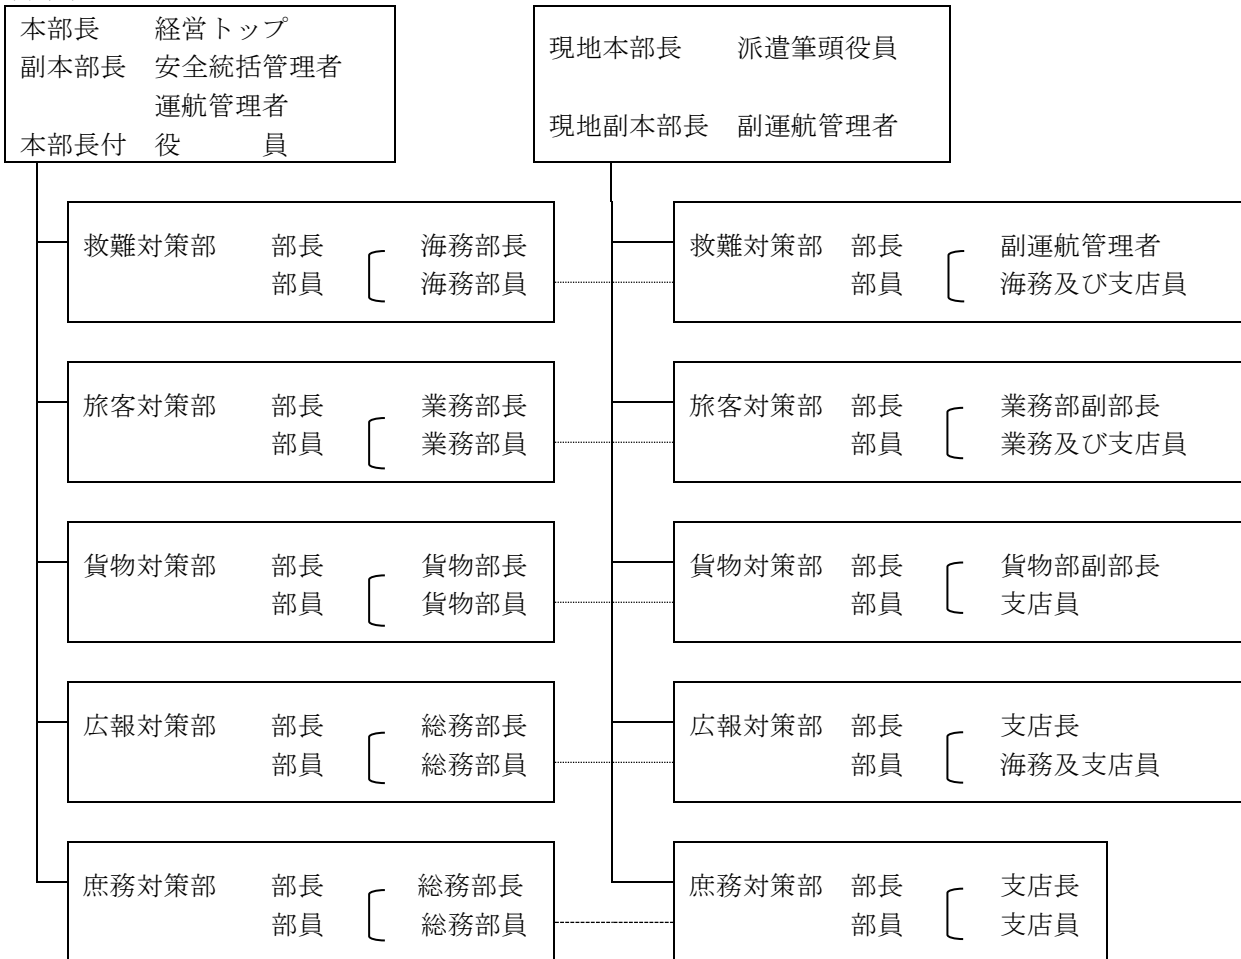 本部長 経営トップ
副本部長 安全統括管理者
運航管理者
本部長付 役 員
現地本部長 派遣筆頭役員
現地副本部長 副運航管理者
救難対策部 部長 海務部長
部員 海務部員
救難対策部 部長 副運航管理者
部員 海務及び支店員
旅客対策部 部長 業務部長
部員 業務部員
旅客対策部 部長 業務部副部長
部員 業務及び支店員
貨物対策部 部長 貨物部長
部員 貨物部員
貨物対策部 部長 貨物部副部長
部員 支店員
広報対策部 部長 総務部長
部員 総務部員
広報対策部 部長 支店長
部員 海務及支店員
庶務対策部 部長 総務部長
部員 総務部員
庶務対策部 部長 支店長
部員 支店員